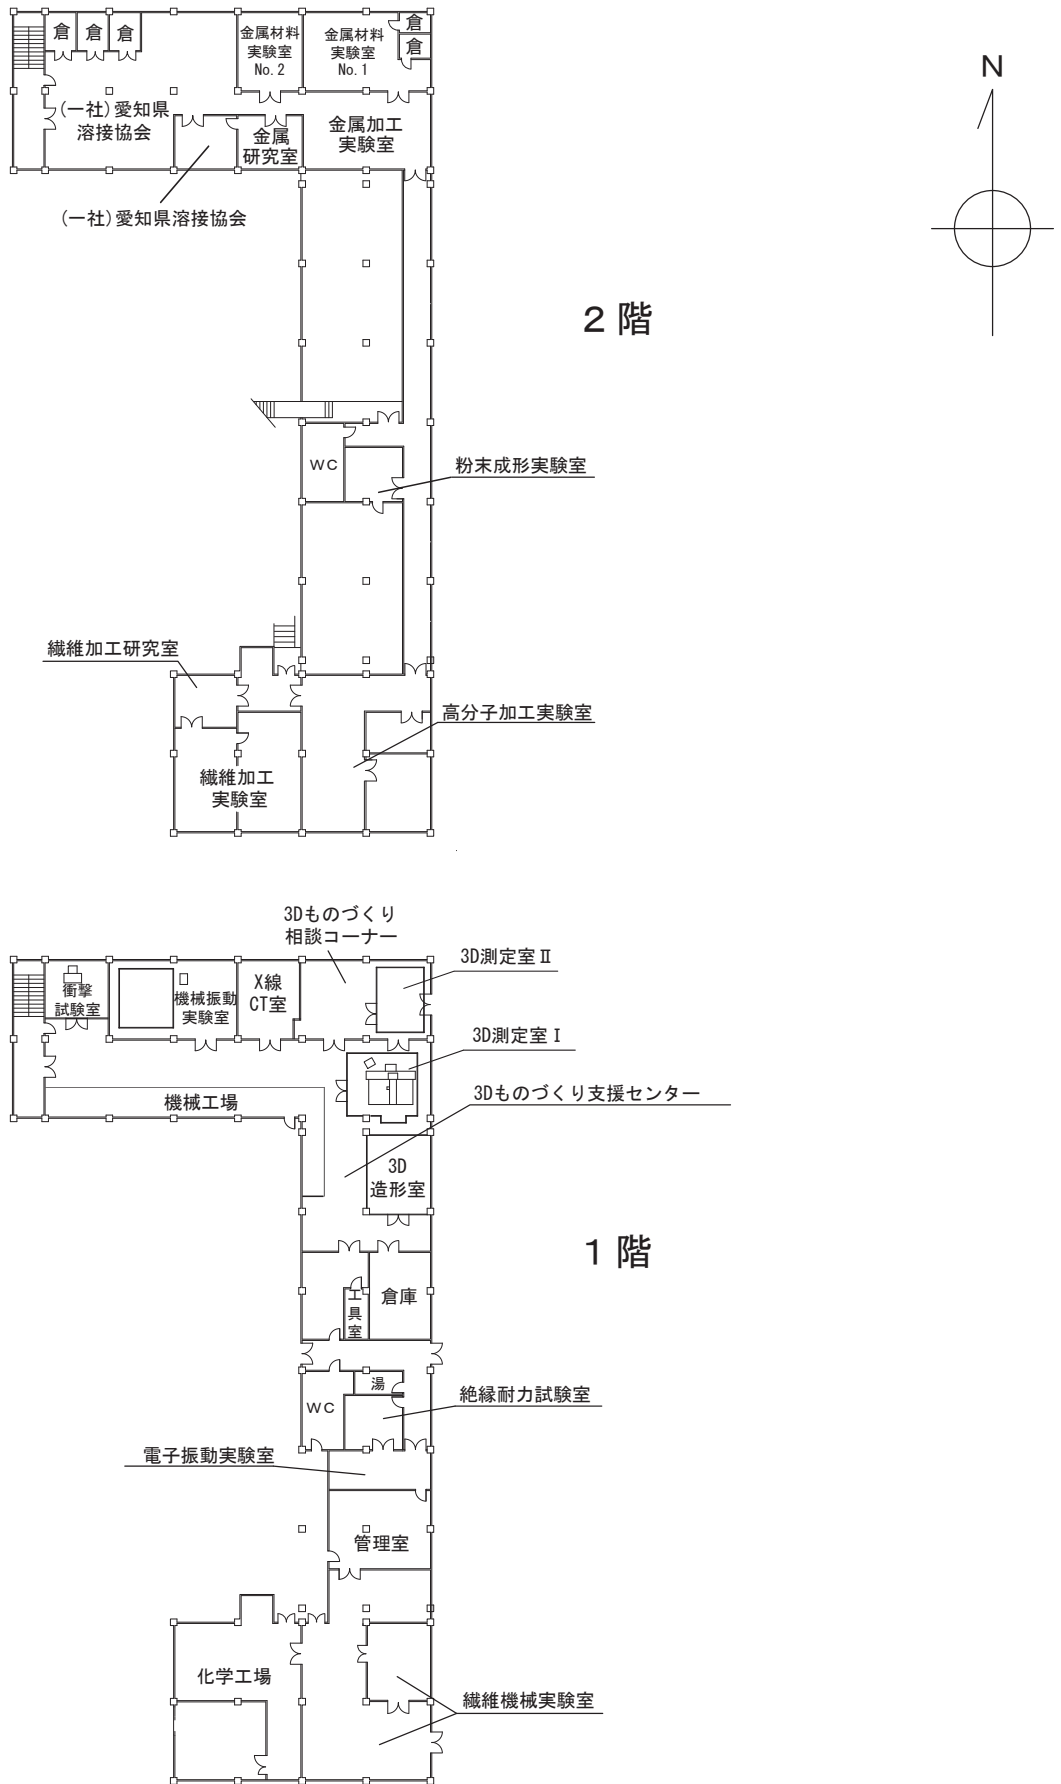 倉
倉
倉
金属材料
実験室
No.2
金属材料
実験室
No.1
倉
倉
(一社)愛知県
溶接協会
金属
研究室
金属加工
実験室
(一社)愛知県溶接協会
N
2階
WC
粉末成形実験室
繊維加工研究室
高分子加工実験室
繊維加工
実験室
3Dものづくり
相談コーナー
3D測定室Ⅱ
衝撃
試験室
機械振動
実験室
X線
CT室
3D測定室Ⅰ
機械工場
3Dものづくり支援センター
3D
造形室
1階
工
具
室
倉庫
湯
WC
絶縁耐力試験室
電子振動実験室
管理室
化学工場
繊維機械実験室